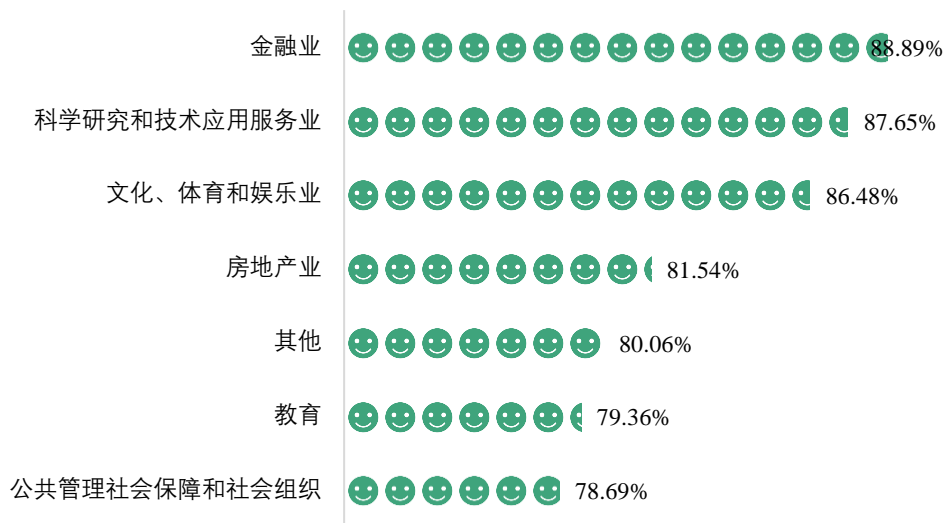 金融业 88.89%
科学研究和技术应用服务业 87.65%
文化、体育和娱乐业 86.48%
房地产业 81.54%
其他 80.06%
教育 79.36%
公共管理社会保障和社会组织 78.69%